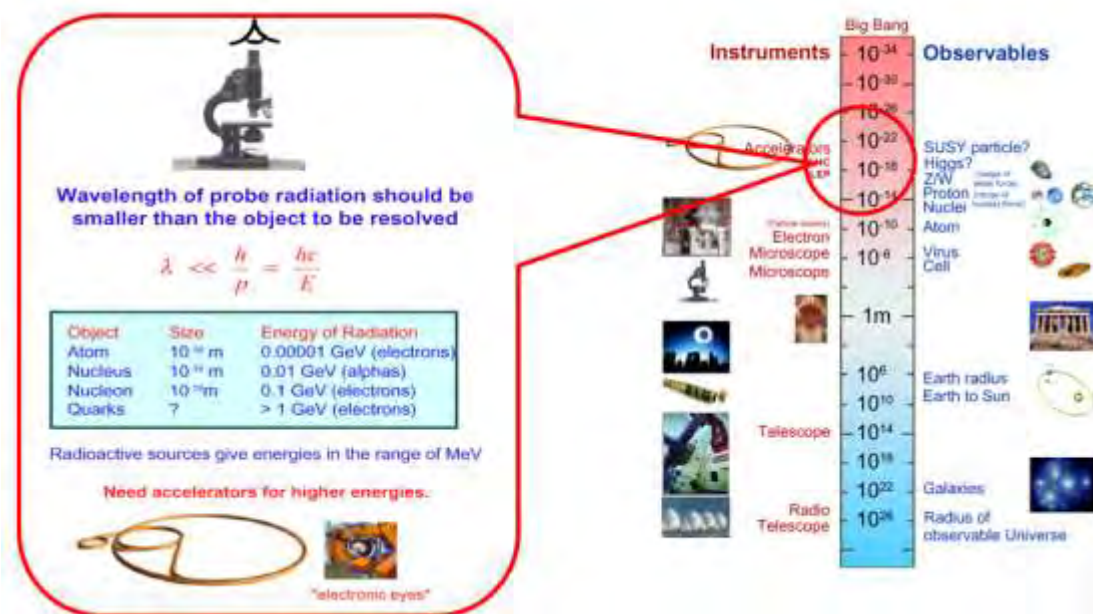 Wavelength of probe radiation should be
smaller than the object to be resolved
λ << h/p = hc/E
Object Size Energy of Radiation
Atom m 0.00001 GeV (electrons)
Nucleus m 0.01 GeV (alphas)
Nucleon m 0.1 GeV (electrons)
Quarks ? > 1 GeV (electrons)
Radioactive sources give energies in the range of MeV
Need accelerators for higher energies.
"electronic eyes"
Big Bang
Instruments
Observables
10⁻³⁴
10⁻³⁰
10⁻²⁶
10⁻²²
10⁻¹⁸
10⁻¹⁴
10⁻¹⁰
10⁻⁶
1m
10⁶
10¹⁰
10¹⁴
10¹⁸
10²²
10²⁶
Accelerators
LHC
LEP
Electron
Microscope
Microscope
Telescope
Radio
Telescope
SUSY particle?
Higgs?
Z/W
Proton
Nuclei
Atom
Virus
Cell
Earth radius
Earth to Sun
Galaxies
Radius of
observable Universe